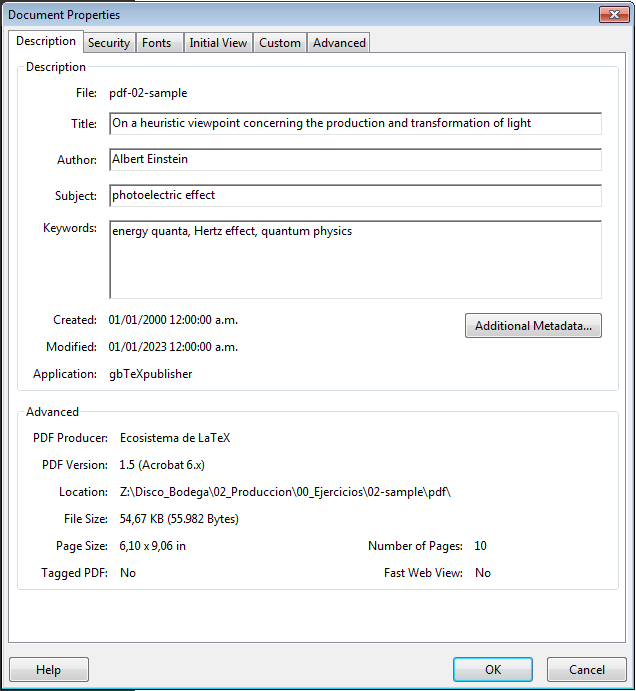 Document Properties
Description Security Fonts Initial View Custom Advanced
Description
File: pdf-02-sample
Title: On a heuristic viewpoint concerning the production and transformation of light
Author: Albert Einstein
Subject: photoelectric effect
Keywords: energy quanta, Hertz effect, quantum physics
Created: 01/01/2000 12:00:00 a.m.
Additional Metadata...
Modified: 01/01/2023 12:00:00 a.m.
Application: gbTeXpublisher
Advanced
PDF Producer: Ecosistema de LaTeX
PDF Version: 1.5 (Acrobat 6.x)
Location: Z:\Disco_Bodega\02_Produccion\00_Ejercicios\02-sample\pdf\
File Size: 54,67 KB (55.982 Bytes)
Page Size: 6,10 x 9,06 in Number of Pages: 10
Tagged PDF: No Fast Web View: No
Help OK Cancel